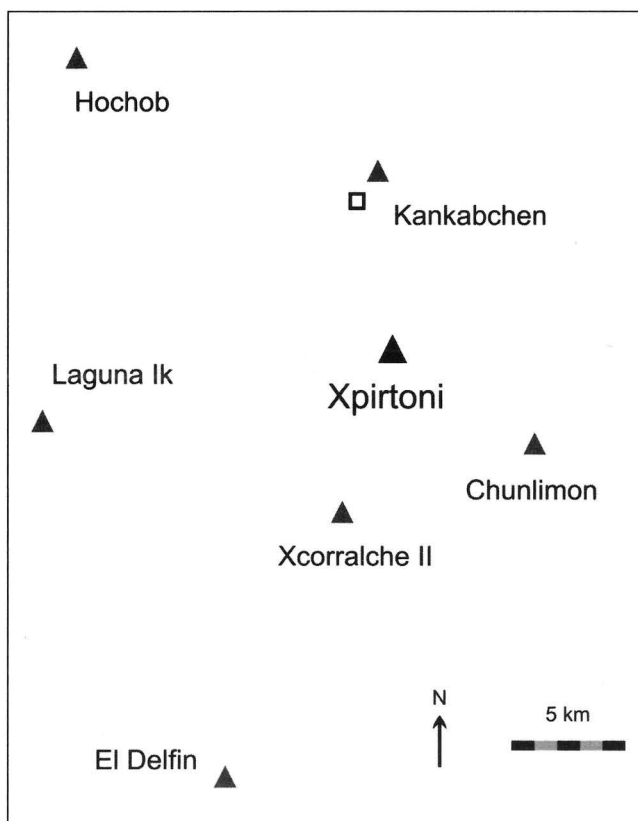 Hochob
Kankabchen
Laguna Ik
Xpirtoni
Chunlimon
Xcorralche II
N
5 km
El Delfin